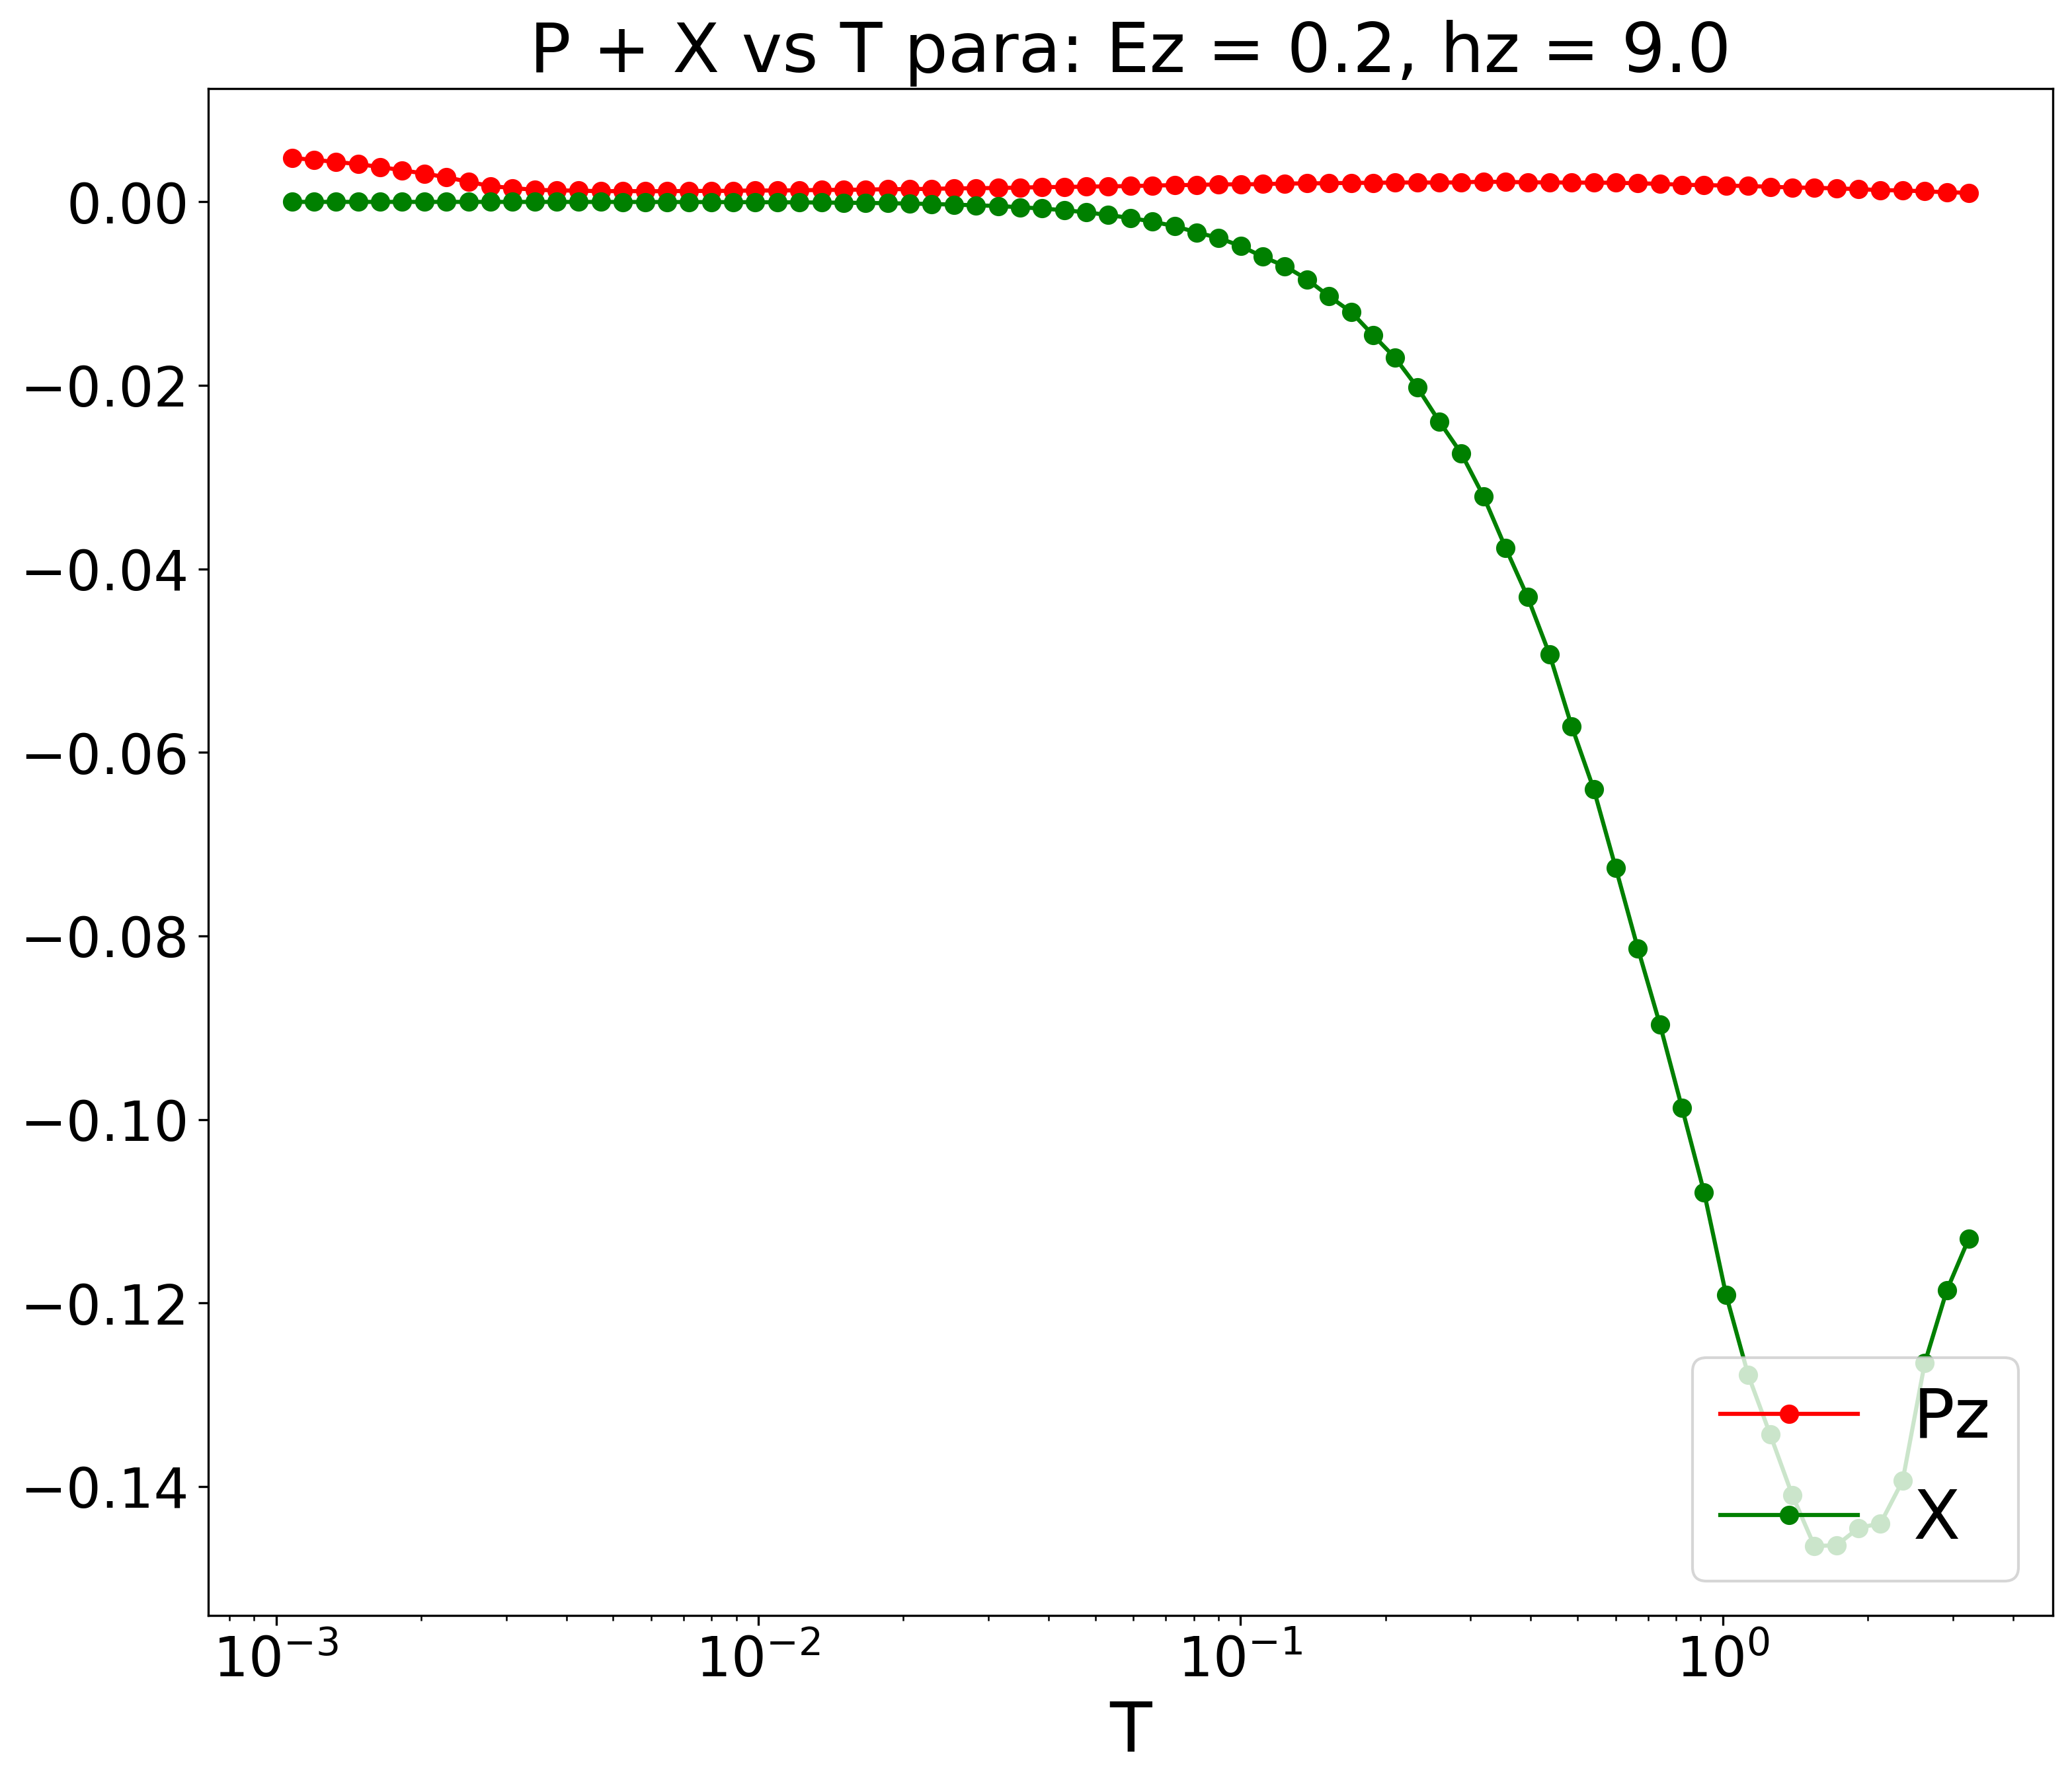 P + X vs T para: Ez = 0.2, hz = 9.0
0.00
−0.02
−0.04
−0.06
−0.08
−0.10
−0.12
−0.14
Pz
X
10⁻³ 10⁻² 10⁻¹ 10⁰
T